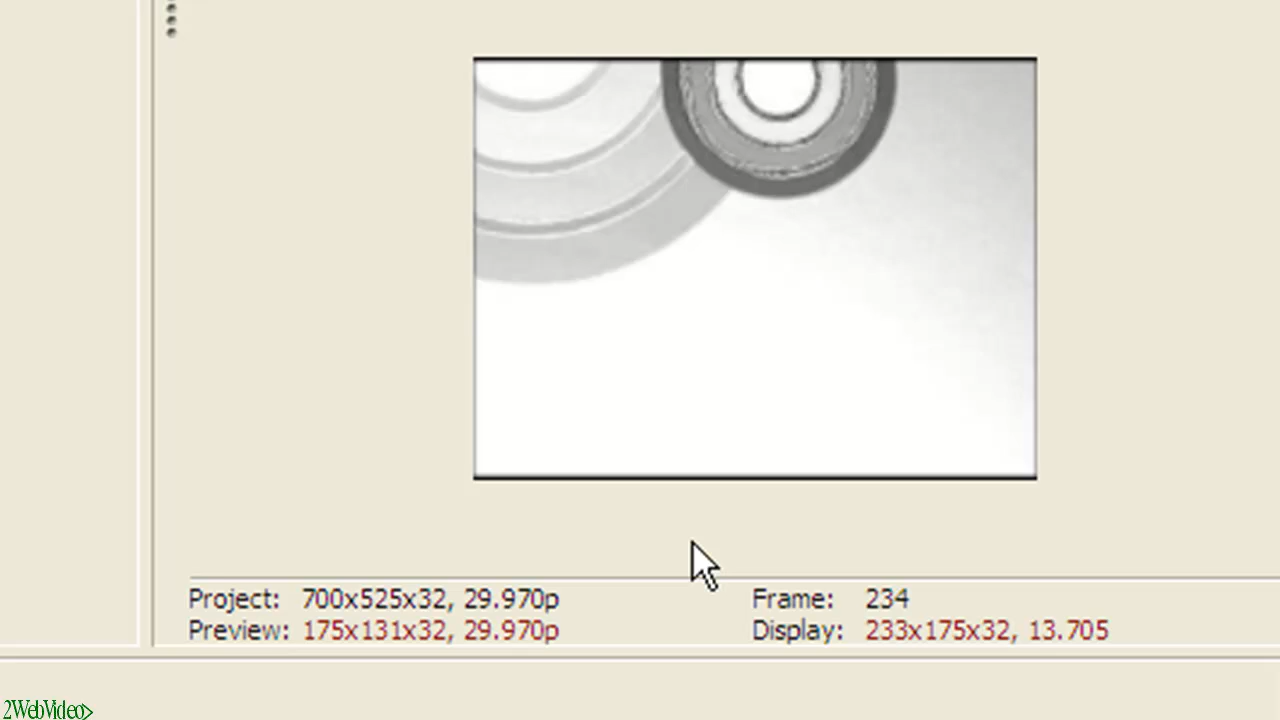 Project: 700x525x32, 29.970p Frame: 234
Preview: 175x131x32, 29.970p Display: 233x175x32, 13.705
2WebVideo>